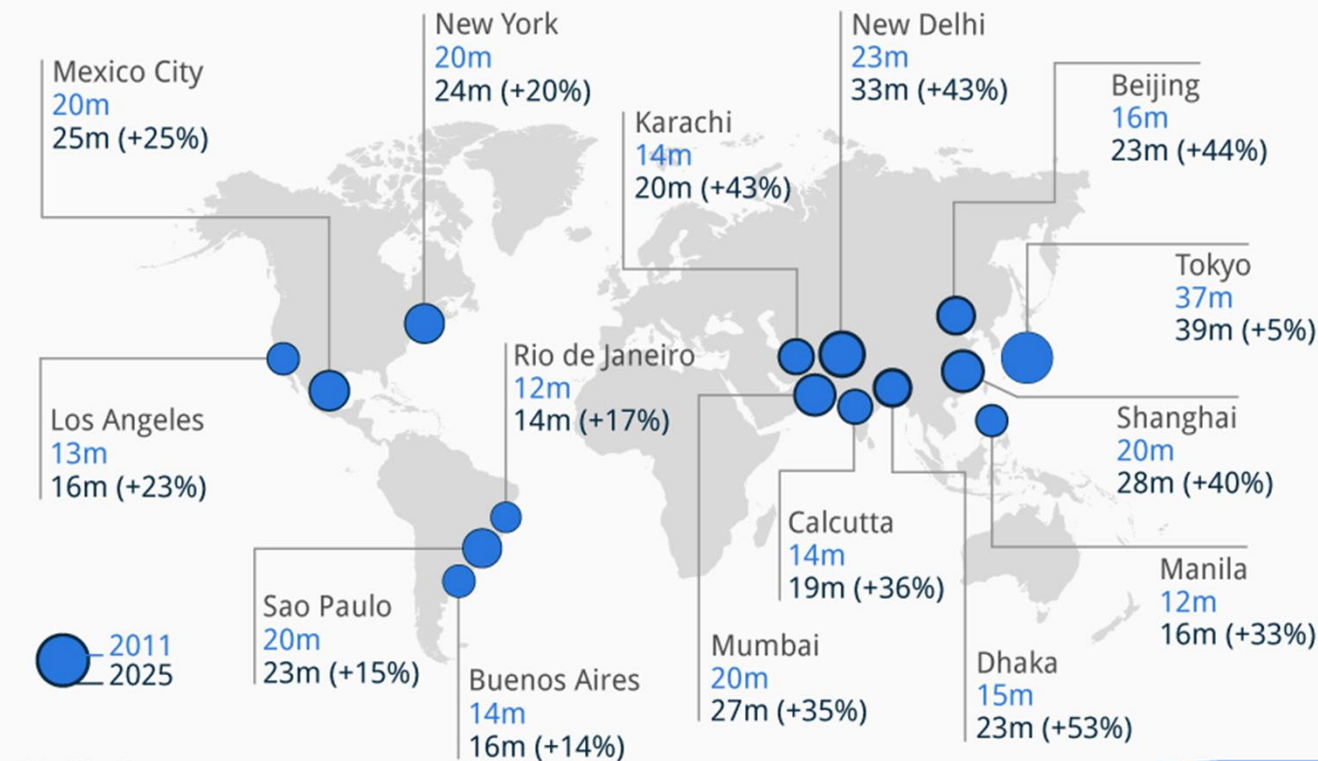 New York
20m
24m (+20%)
New Delhi
23m
33m (+43%)
Mexico City
20m
25m (+25%)
Beijing
16m
23m (+44%)
Karachi
14m
20m (+43%)
Tokyo
37m
39m (+5%)
Rio de Janeiro
12m
14m (+17%)
Los Angeles
13m
16m (+23%)
Shanghai
20m
28m (+40%)
Calcutta
14m
19m (+36%)
Manila
12m
16m (+33%)
Sao Paulo
20m
23m (+15%)
Mumbai
20m
27m (+35%)
Dhaka
15m
23m (+53%)
Buenos Aires
14m
16m (+14%)
2011
2025